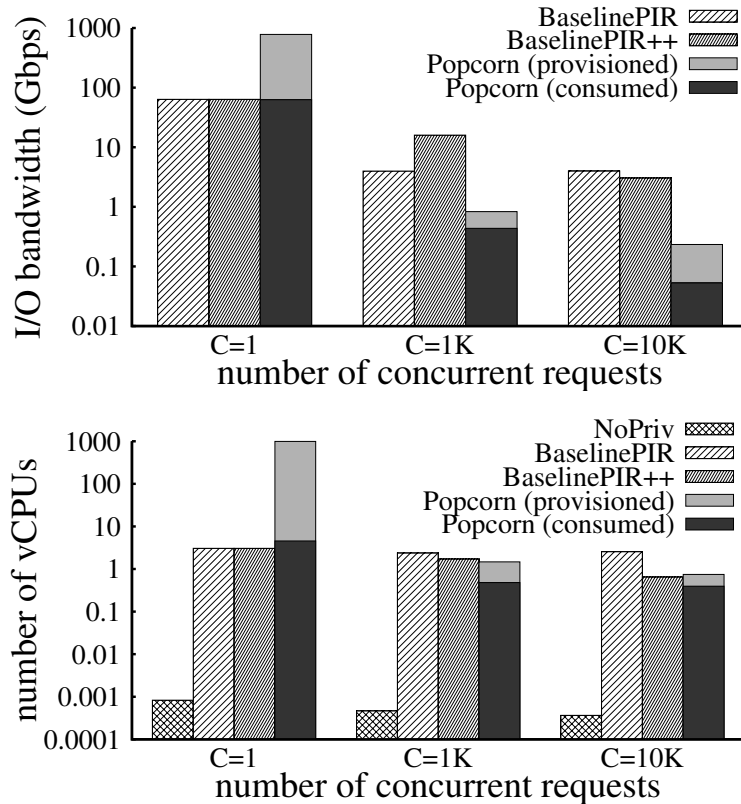 BaselinePIR
BaselinePIR++
Popcorn (provisioned)
Popcorn (consumed)
1000
100
10
1
0.1
0.01
I/O bandwidth (Gbps)
C=1 C=1K C=10K
number of concurrent requests
NoPriv
BaselinePIR
BaselinePIR++
Popcorn (provisioned)
Popcorn (consumed)
1000
100
10
1
0.1
0.01
0.001
0.0001
number of vCPUs
C=1 C=1K C=10K
number of concurrent requests